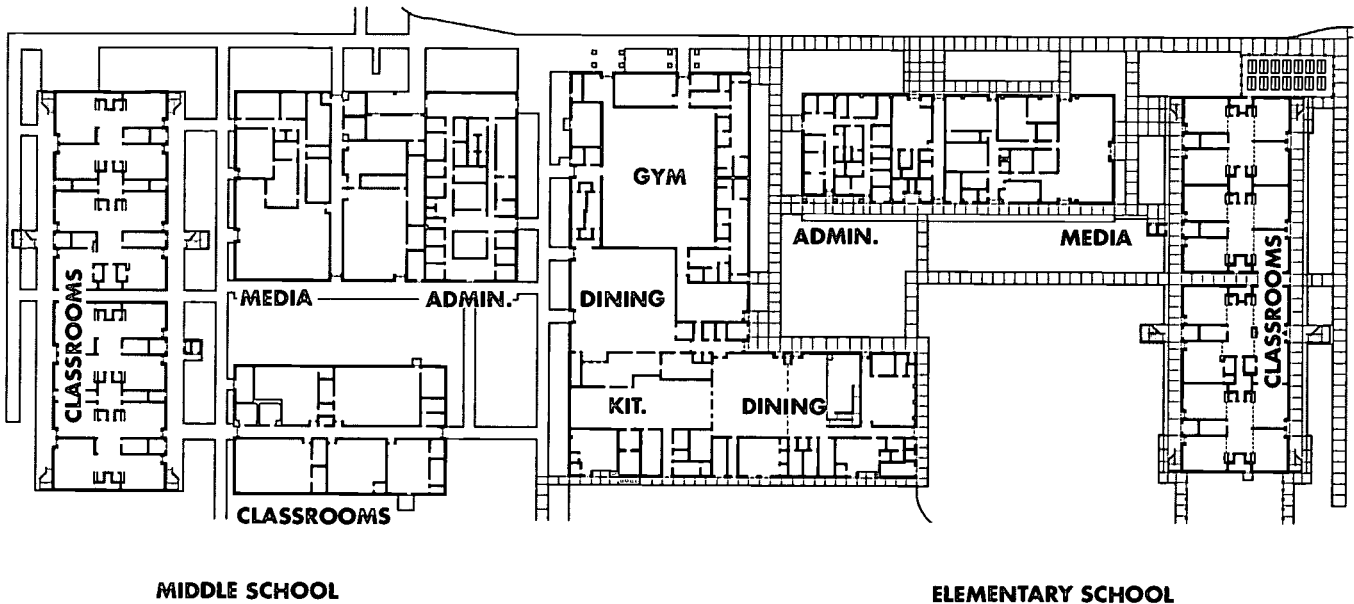 GYM
ADMIN.
MEDIA
CLASSROOMS
MEDIA
ADMIN.
DINING
CLASSROOMS
KIT.
DINING
CLASSROOMS
MIDDLE SCHOOL
ELEMENTARY SCHOOL